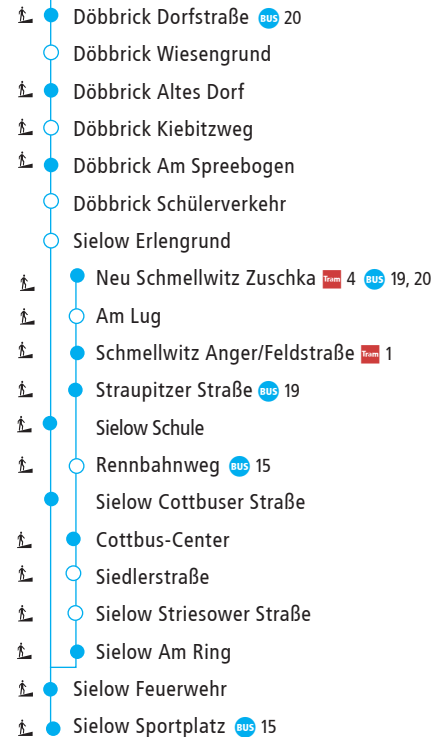 Döbbrick Dorfstraße BUS 20
Döbbrick Wiesengrund
Döbbrick Altes Dorf
Döbbrick Kiebitzweg
Döbbrick Am Spreebogen
Döbbrick Schülerverkehr
Sielow Erlengrund
Neu Schmellwitz Zuschka Tram 4 BUS 19, 20
Am Lug
Schmellwitz Anger/Feldstraße Tram 1
Straupitzer Straße BUS 19
Sielow Schule
Rennbahnweg BUS 15
Sielow Cottbuser Straße
Cottbus-Center
Siedlerstraße
Sielow Striesower Straße
Sielow Am Ring
Sielow Feuerwehr
Sielow Sportplatz BUS 15